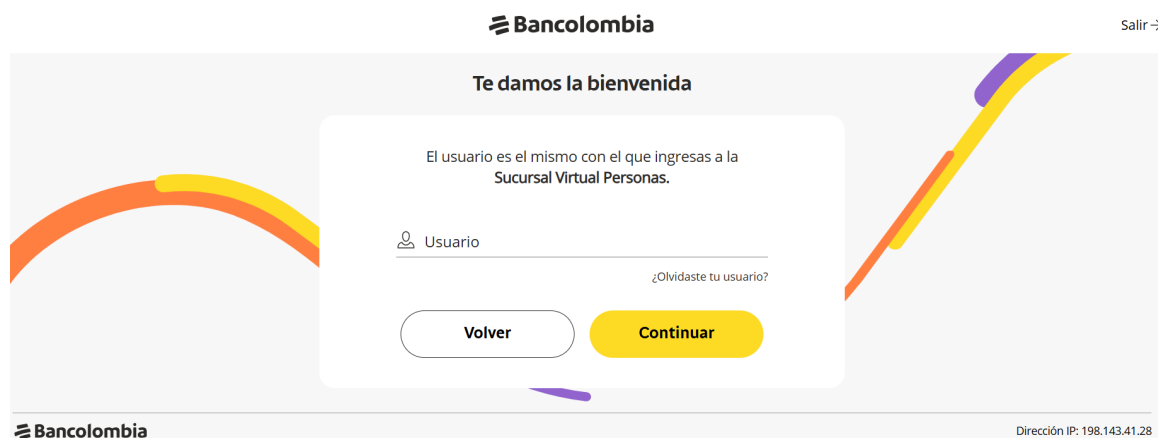 Bancolombia
Salir
Te damos la bienvenida
El usuario es el mismo con el que ingresas a la
Sucursal Virtual Personas.
Usuario
¿Olvidaste tu usuario?
Volver
Continuar
Bancolombia
Dirección IP: 198.143.41.28